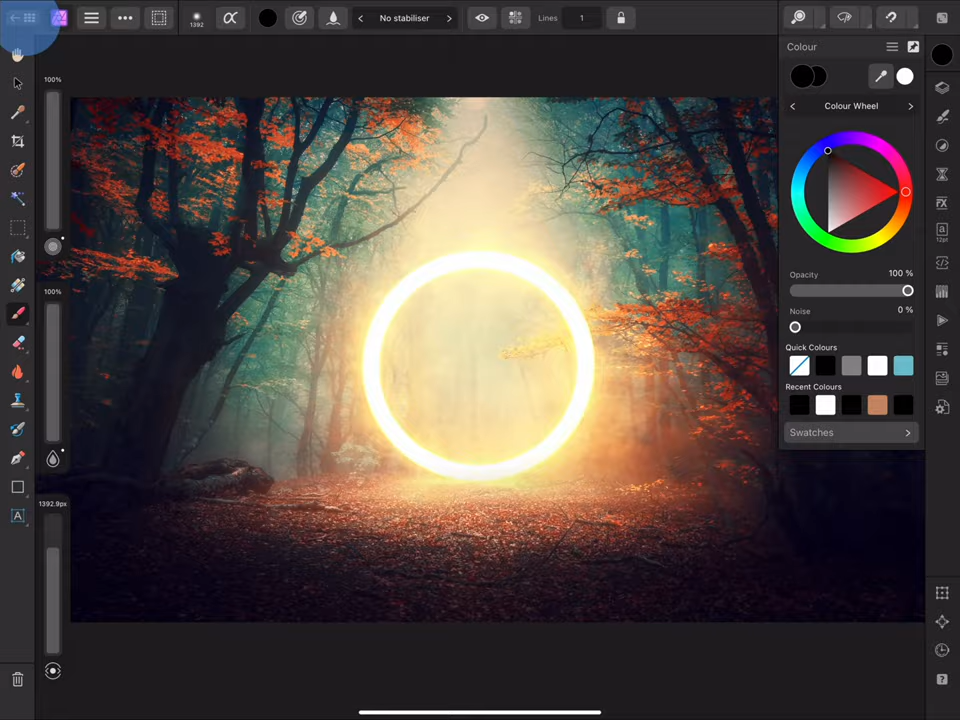 1392
No stabiliser
Lines
1
Colour
100%
Colour Wheel
Opacity
100 %
Noise
0 %
100%
Quick Colours
Recent Colours
Swatches
1392.9px
A
a
12pt
FX
?